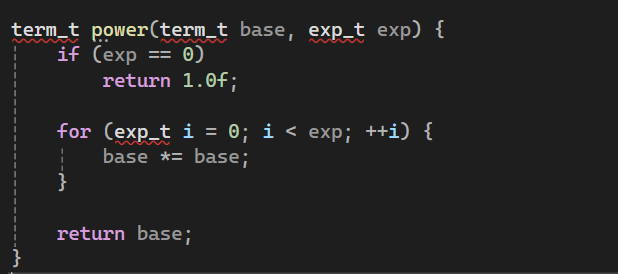 term_t power(term_t base, exp_t exp) {
    if (exp == 0)
        return 1.0f;

    for (exp_t i = 0; i < exp; ++i) {
        base *= base;
    }

    return base;
}